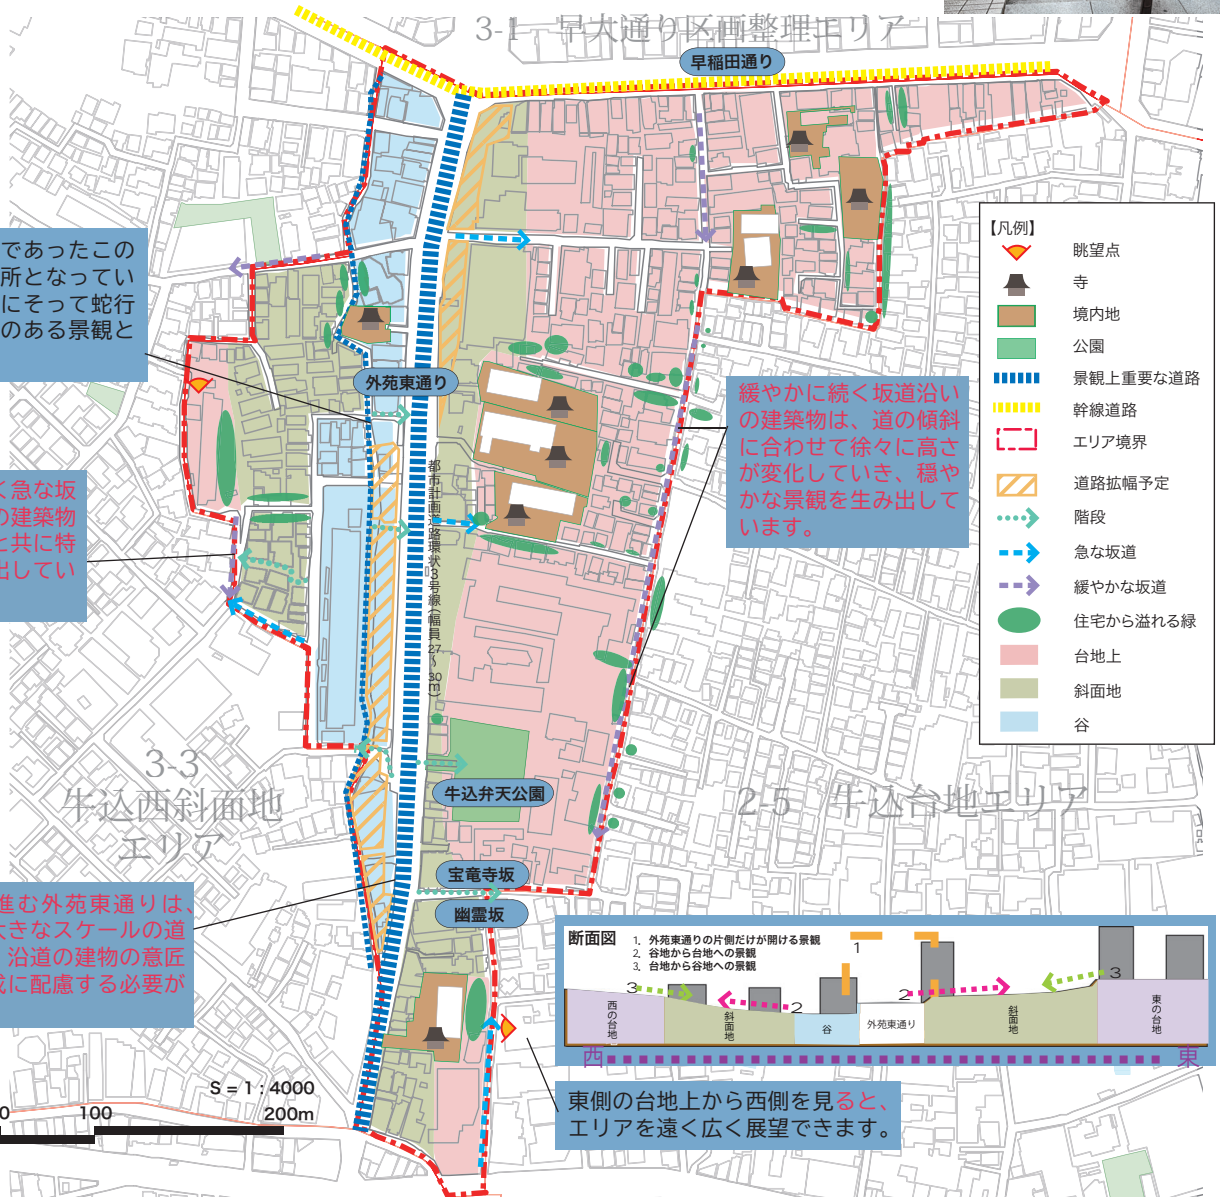 3-1 早大通り区画整理エリア
早稲田通り
であったこの
所となってい
にそって蛇行
のある景観と
外苑東通り
く急な坂
の建築物
と共に特
出してい
都市計画道路環状3号線(幅員27〜30m)
緩やかに続く坂道沿い
の建築物は、道の傾斜
に合わせて徐々に高さ
が変化していき、穏や
かな景観を生み出して
います。
【凡例】
眺望点
寺
境内地
公園
景観上重要な道路
幹線道路
エリア境界
道路拡幅予定
階段
急な坂道
緩やかな坂道
住宅から溢れる緑
台地上
斜面地
谷
3-3
牛込西斜面地
エリア
2-5 牛込台地エリア
牛込弁天公園
宝竜寺坂
幽霊坂
進む外苑東通りは、
大きなスケールの道
沿道の建物の意匠
成に配慮する必要が
断面図
1. 外苑東通りの片側だけが開ける景観
2. 谷地から台地への景観
3. 台地から谷地への景観
1
3
2
2
3
西の台地
斜面地
谷
外苑東通り
斜面地
東の台地
西
東
東側の台地上から西側を見ると、
エリアを遠く広く展望できます。
S = 1 : 4000
0 100 200m